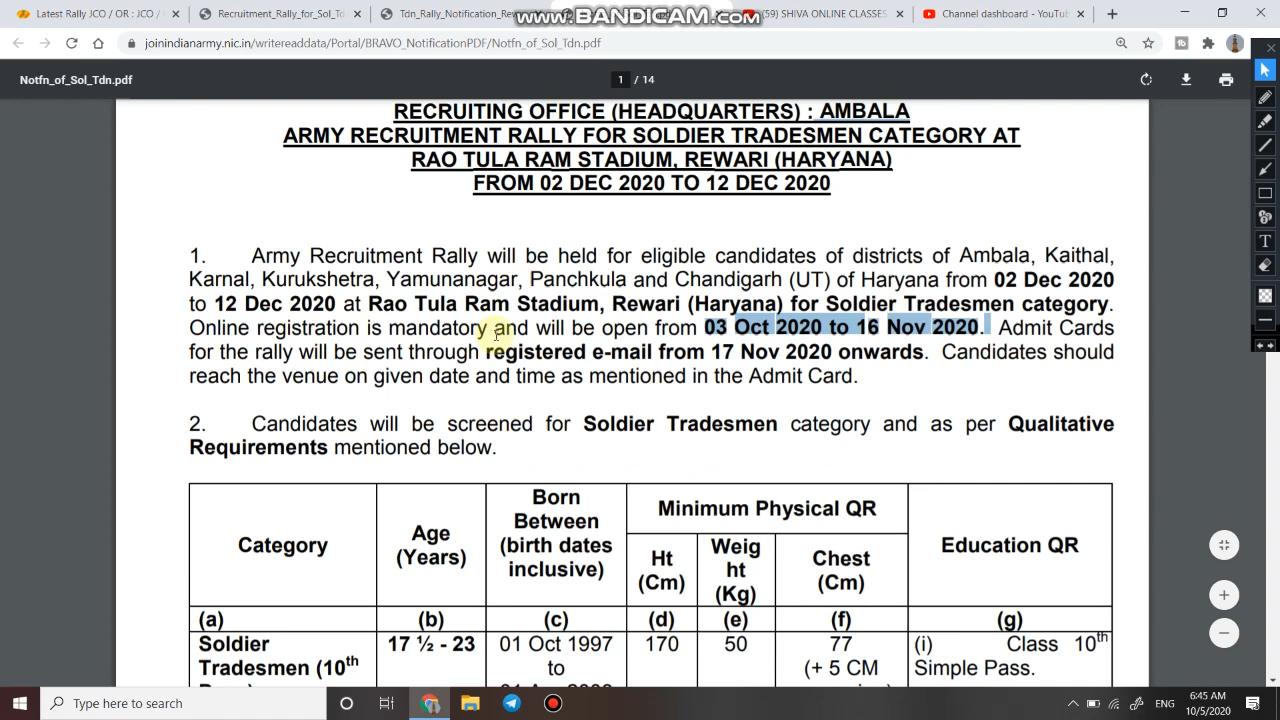 Latest Rally JCO / OR : JCO /
Recruitment_Rally_for_Sol_Td
Tdn_Rally_Notification_Re
www.BANDICAM.com
(59) SHIVA ONLINE CLASSES
Channel dashboard - YouTu
joinindianarmy.nic.in/writereaddata/Portal/BRAVO_NotificationPDF/Notfn_of_Sol_Tdn.pdf
Notfn_of_Sol_Tdn.pdf
1 / 14
RECRUITING OFFICE (HEADQUARTERS) : AMBALA
ARMY RECRUITMENT RALLY FOR SOLDIER TRADESMEN CATEGORY AT
RAO TULA RAM STADIUM, REWARI (HARYANA)
FROM 02 DEC 2020 TO 12 DEC 2020
1. Army Recruitment Rally will be held for eligible candidates of districts of Ambala, Kaithal,
Karnal, Kurukshetra, Yamunanagar, Panchkula and Chandigarh (UT) of Haryana from 02 Dec 2020
to 12 Dec 2020 at Rao Tula Ram Stadium, Rewari (Haryana) for Soldier Tradesmen category.
Online registration is mandatory and will be open from 03 Oct 2020 to 16 Nov 2020. Admit Cards
for the rally will be sent through registered e-mail from 17 Nov 2020 onwards. Candidates should
reach the venue on given date and time as mentioned in the Admit Card.
2. Candidates will be screened for Soldier Tradesmen category and as per Qualitative
Requirements mentioned below.
Category
Age
(Years)
Born
Between
(birth dates
inclusive)
Minimum Physical QR
Ht
(Cm)
Weig
ht
(Kg)
Chest
(Cm)
Education QR
(a) (b) (c) (d) (e) (f) (g)
Soldier
Tradesmen (10th
17 ½ - 23
01 Oct 1997
to
170
50
77
(+ 5 CM
(i) Class 10th
Simple Pass.
Type here to search
ENG
6:45 AM
10/5/2020